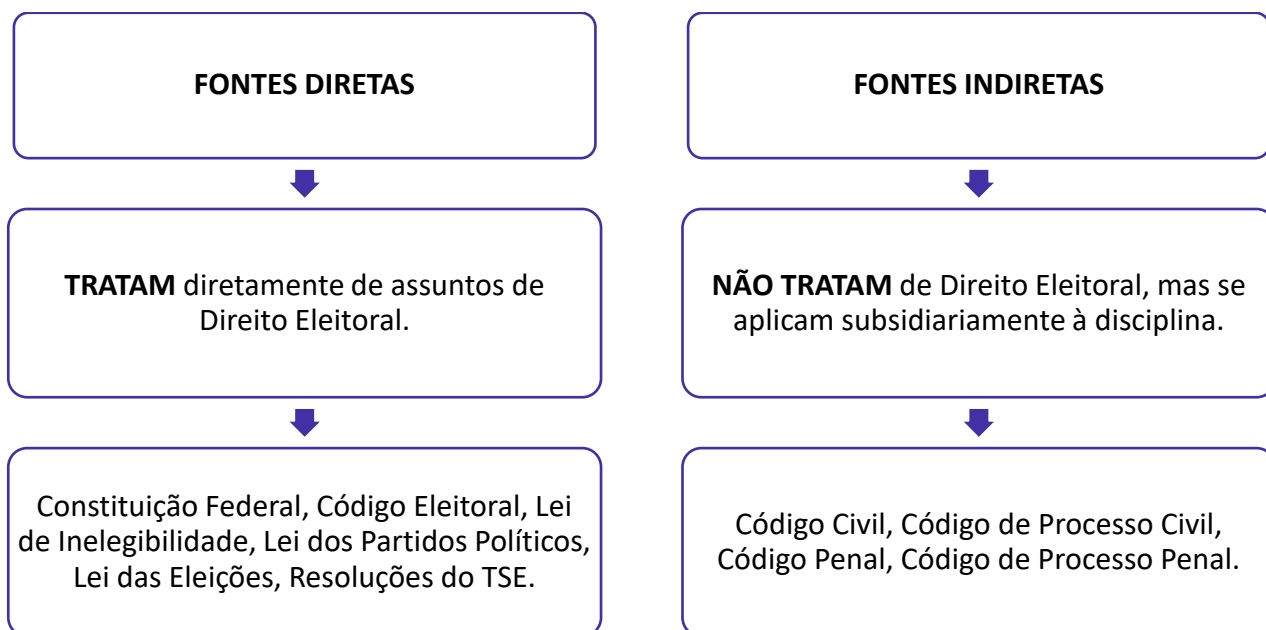 FONTES DIRETAS
TRATAM diretamente de assuntos de
Direito Eleitoral.
Constituição Federal, Código Eleitoral, Lei
de Inelegibilidade, Lei dos Partidos Políticos,
Lei das Eleições, Resoluções do TSE.
FONTES INDIRETAS
NÃO TRATAM de Direito Eleitoral, mas se
aplicam subsidiariamente à disciplina.
Código Civil, Código de Processo Civil,
Código Penal, Código de Processo Penal.